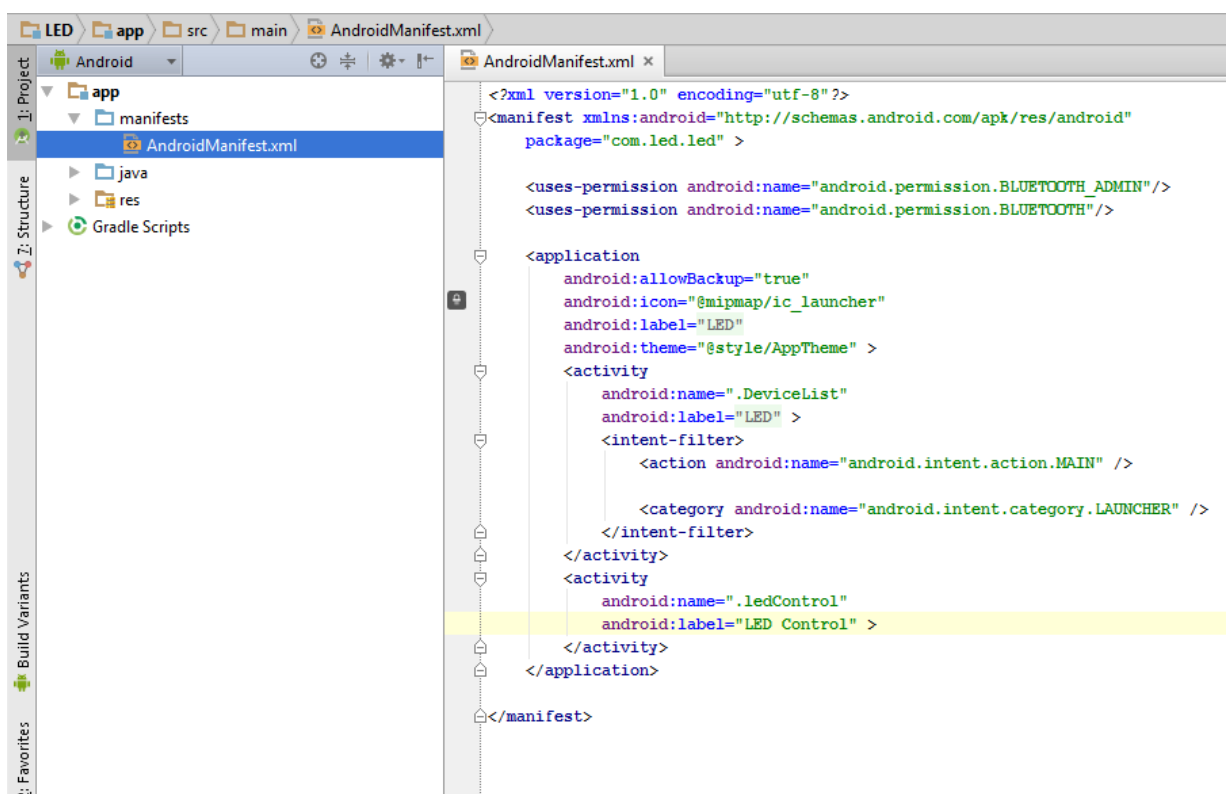 LED app src main AndroidManifest.xml
Android
AndroidManifest.xml
1: Project
7: Structure
Build Variants
Favorites
app
manifests
AndroidManifest.xml
java
res
Gradle Scripts
<?xml version="1.0" encoding="utf-8"?>
<manifest xmlns:android="http://schemas.android.com/apk/res/android"
package="com.led.led" >
<uses-permission android:name="android.permission.BLUETOOTH_ADMIN"/>
<uses-permission android:name="android.permission.BLUETOOTH"/>
<application
android:allowBackup="true"
android:icon="@mipmap/ic_launcher"
android:label="LED"
android:theme="@style/AppTheme" >
<activity
android:name=".DeviceList"
android:label="LED" >
<intent-filter>
<action android:name="android.intent.action.MAIN" />
<category android:name="android.intent.category.LAUNCHER" />
</intent-filter>
</activity>
<activity
android:name=".ledControl"
android:label="LED Control" >
</activity>
</application>
</manifest>